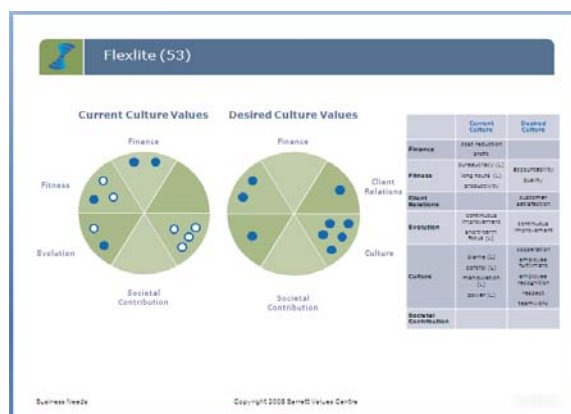 Flexlite (53)
Current Culture Values
Desired Culture Values
Finance
Fitness
Evolution
Societal
Contribution
Finance
Client
Relations
Culture
Societal
Contribution
Current
Culture
Desired
Culture
Finance
cost reduction
profit
Fitness
bureaucracy (L)
long hours (L)
productivity
accountability
quality
Client
Relations
customer
satisfaction
Evolution
continuous
improvement
short-term
focus (L)
continuous
improvement
Culture
blame (L)
control (L)
manipulation
(L)
power (L)
cooperation
employee
fulfilment
employee
recognition
respect
teamwork
Societal
Contribution
Business Needs
Copyright 2008 Barrett Values Centre